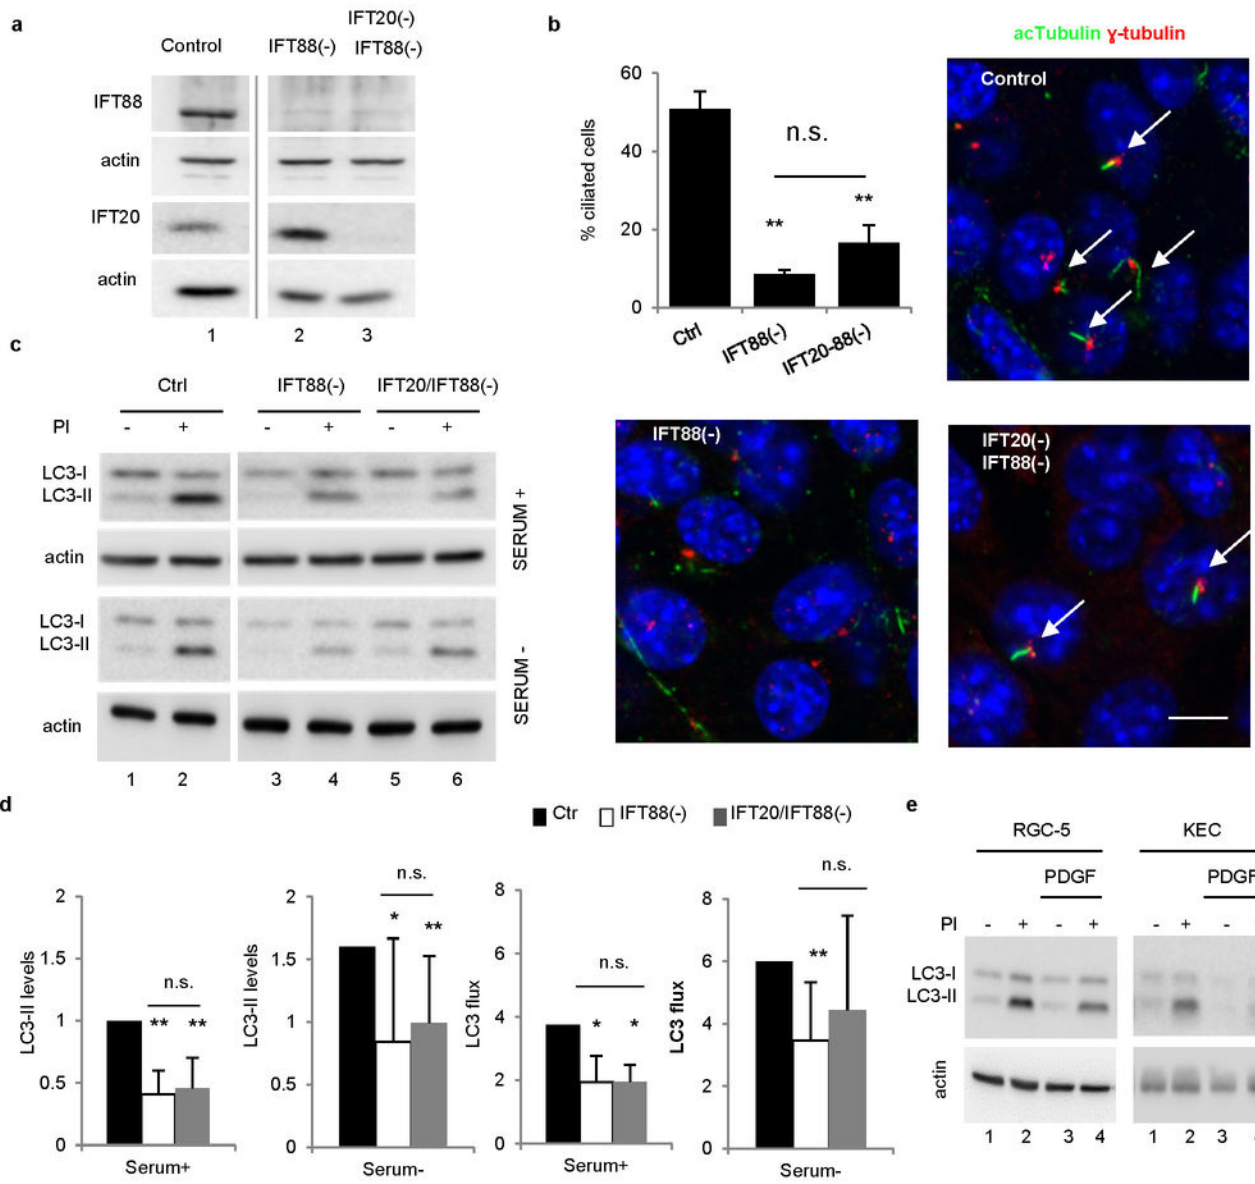 a
IFT20(-)
Control
IFT88(-)
IFT88(-)
IFT88
actin
IFT20
actin
1
2
3
b
60
40
20
0
% ciliated cells
n.s.
**
**
Ctrl
IFT88(-)
IFT20-88(-)
acTubulin ɣ-tubulin
Control
IFT88(-)
IFT20(-)
IFT88(-)
c
Ctrl
IFT88(-)
IFT20/IFT88(-)
PI - + - + - +
LC3-I
LC3-II
actin
SERUM +
LC3-I
LC3-II
actin
SERUM -
1 2 3 4 5 6
d
Ctr IFT88(-) IFT20/IFT88(-)
LC3-II levels
2
1.5
1
0.5
0
n.s.
** **
Serum+
LC3-II levels
2
1.5
1
0.5
0
n.s.
* **
Serum-
LC3 flux
8
6
4
2
0
n.s.
* *
Serum+
LC3 flux
8
6
4
2
0
n.s.
**
Serum-
e
RGC-5
KEC
PDGF
PDGF
PI - + - + - + -
LC3-I
LC3-II
actin
1 2 3 4 1 2 3